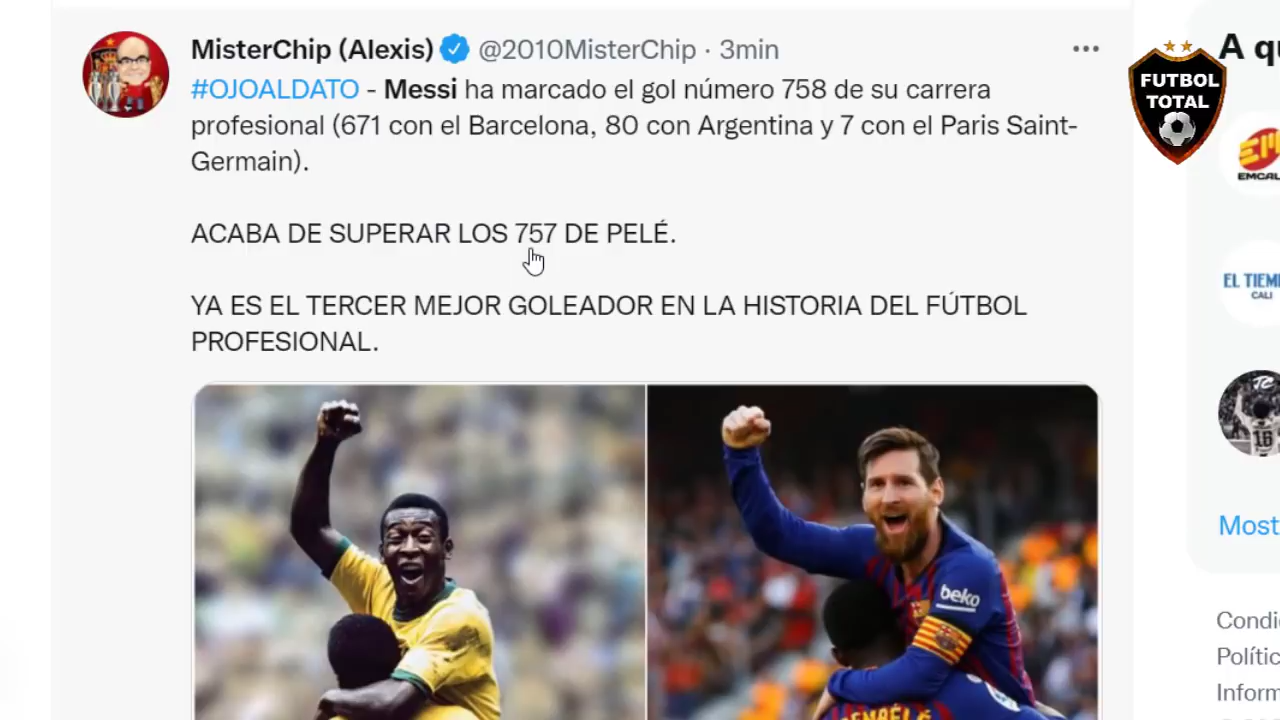 MisterChip (Alexis) @2010MisterChip · 3min
#OJOALDATO - Messi ha marcado el gol número 758 de su carrera
profesional (671 con el Barcelona, 80 con Argentina y 7 con el Paris Saint-
Germain).
ACABA DE SUPERAR LOS 757 DE PELÉ.
YA ES EL TERCER MEJOR GOLEADOR EN LA HISTORIA DEL FÚTBOL
PROFESIONAL.
beko
FUTBOL
TOTAL
A qu
EMCAL
EL TIEM
CALI
16
Most
Condi
Polític
Inform